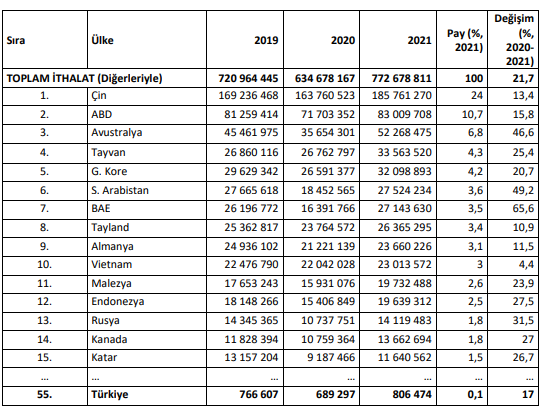 Sıra Ülke 2019 2020 2021 Pay (%, 2021) Değişim (%, 2020-2021)
TOPLAM İTHALAT (Diğerleriyle) 720 964 445 634 678 167 772 678 811 100 21,7
1. Çin 169 236 468 163 760 523 185 761 270 24 13,4
2. ABD 81 259 414 71 703 352 83 009 708 10,7 15,8
3. Avustralya 45 461 975 35 654 301 52 268 475 6,8 46,6
4. Tayvan 26 860 116 26 762 797 33 563 520 4,3 25,4
5. G. Kore 29 629 342 26 591 377 32 098 893 4,2 20,7
6. S. Arabistan 27 665 618 18 452 565 27 524 234 3,6 49,2
7. BAE 26 196 772 16 391 766 27 143 630 3,5 65,6
8. Tayland 25 362 817 23 764 572 26 365 295 3,4 10,9
9. Almanya 24 936 102 21 221 139 23 660 226 3,1 11,5
10. Vietnam 22 476 790 22 042 028 23 013 572 3 4,4
11. Malezya 17 653 243 15 931 076 19 732 488 2,6 23,9
12. Endonezya 18 148 266 15 406 849 19 639 312 2,5 27,5
13. Rusya 14 345 365 10 737 751 14 119 483 1,8 31,5
14. Kanada 11 828 394 10 759 364 13 662 694 1,8 27
15. Katar 13 157 204 9 187 466 11 640 562 1,5 26,7
... ... ... ... ... ... ...
55. Türkiye 766 607 689 297 806 474 0,1 17